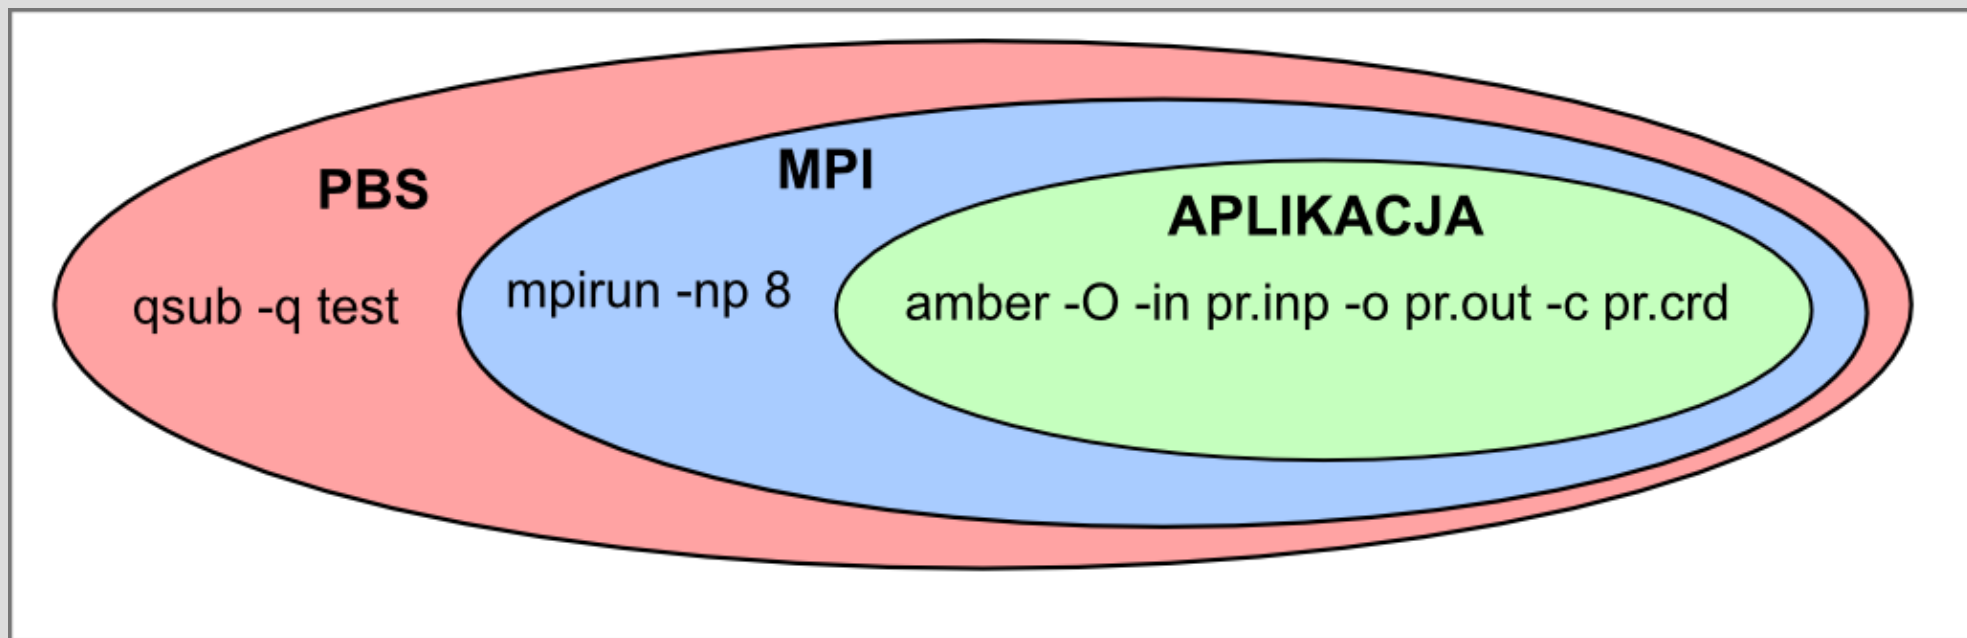 PBS
qsub -q test
MPI
mpirun -np 8
APLIKACJA
amber -O -in pr.inp -o pr.out -c pr.crd